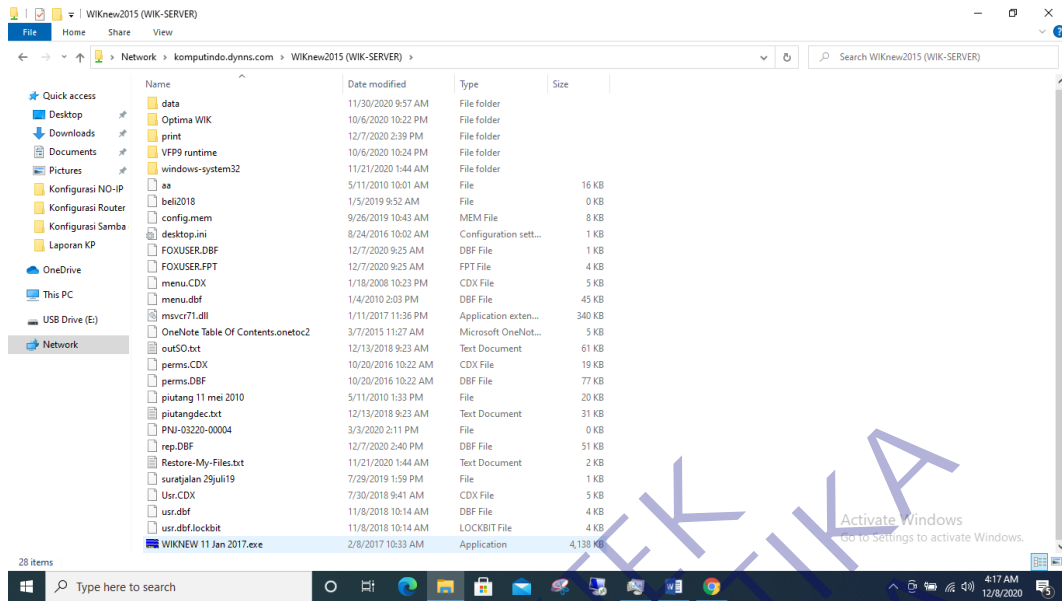 WIKnew2015 (WIK-SERVER)
File Home Share View
Network > komputindo.dynns.com > WIKnew2015 (WIK-SERVER) >
Search WIKnew2015 (WIK-SERVER)
Quick access
Desktop
Downloads
Documents
Pictures
Konfigurasi NO-IP
Konfigurasi Router
Konfigurasi Samba
Laporan KP
OneDrive
This PC
USB Drive (E:)
Network
Name Date modified Type Size
data 11/30/2020 9:57 AM File folder
Optima WIK 10/6/2020 10:22 PM File folder
print 12/7/2020 2:39 PM File folder
VFP9 runtime 10/6/2020 10:24 PM File folder
windows-system32 11/21/2020 1:44 AM File folder
aa 5/11/2010 10:01 AM File 16 KB
beli2018 1/5/2019 9:52 AM File 0 KB
config.mem 9/26/2019 10:43 AM MEM File 8 KB
desktop.ini 8/24/2016 10:02 AM Configuration sett... 1 KB
FOXUSER.DBF 12/7/2020 9:25 AM DBF File 1 KB
FOXUSER.FPT 12/7/2020 9:25 AM FPT File 4 KB
menu.CDX 1/18/2008 10:23 PM CDX File 5 KB
menu.dbf 1/4/2010 2:03 PM DBF File 45 KB
msvcr71.dll 1/11/2017 11:36 PM Application exten... 340 KB
OneNote Table Of Contents.onetoc2 3/7/2015 11:27 AM Microsoft OneNot... 5 KB
outSO.txt 12/13/2018 9:23 AM Text Document 61 KB
perms.CDX 10/20/2016 10:22 AM CDX File 19 KB
perms.DBF 10/20/2016 10:22 AM DBF File 77 KB
piutang 11 mei 2010 5/11/2010 1:33 PM File 20 KB
piutangdec.txt 12/13/2018 9:23 AM Text Document 31 KB
PNJ-03220-00004 3/3/2020 2:11 PM File 0 KB
rep.DBF 12/7/2020 2:40 PM DBF File 51 KB
Restore-My-Files.txt 11/21/2020 1:44 AM Text Document 2 KB
suratjalan 29juli19 7/29/2019 1:59 PM File 1 KB
Usr.CDX 7/30/2018 9:41 AM CDX File 5 KB
usr.dbf 11/8/2018 10:14 AM DBF File 4 KB
usr.dbf.lockbit 11/8/2018 10:14 AM LOCKBIT File 4 KB
WIKNEW 11 Jan 2017.exe 2/8/2017 10:33 AM Application 4,138 KB
Activate Windows
Go to Settings to activate Windows.
28 items
Type here to search
4:17 AM
12/8/2020
5